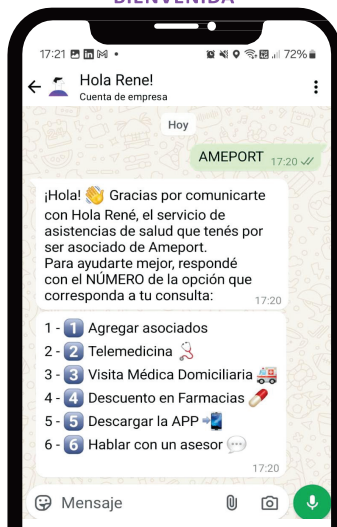 BIENVENIDA
17:21
72%
Hola Rene!
Cuenta de empresa
Hoy
AMEPORT 17:20
¡Hola! 👋 Gracias por comunicarte
con Hola René, el servicio de
asistencias de salud que tenés por
ser asociado de Ameport.
Para ayudarte mejor, respondé
con el NÚMERO de la opción que
corresponda a tu consulta:
17:20
1 - 1️⃣ Agregar asociados
2 - 2️⃣ Telemedicina 🩺
3 - 3️⃣ Visita Médica Domiciliaria 🚑
4 - 4️⃣ Descuento en Farmacias 💊
5 - 5️⃣ Descargar la APP 📲
6 - 6️⃣ Hablar con un asesor 💬
17:20
Mensaje